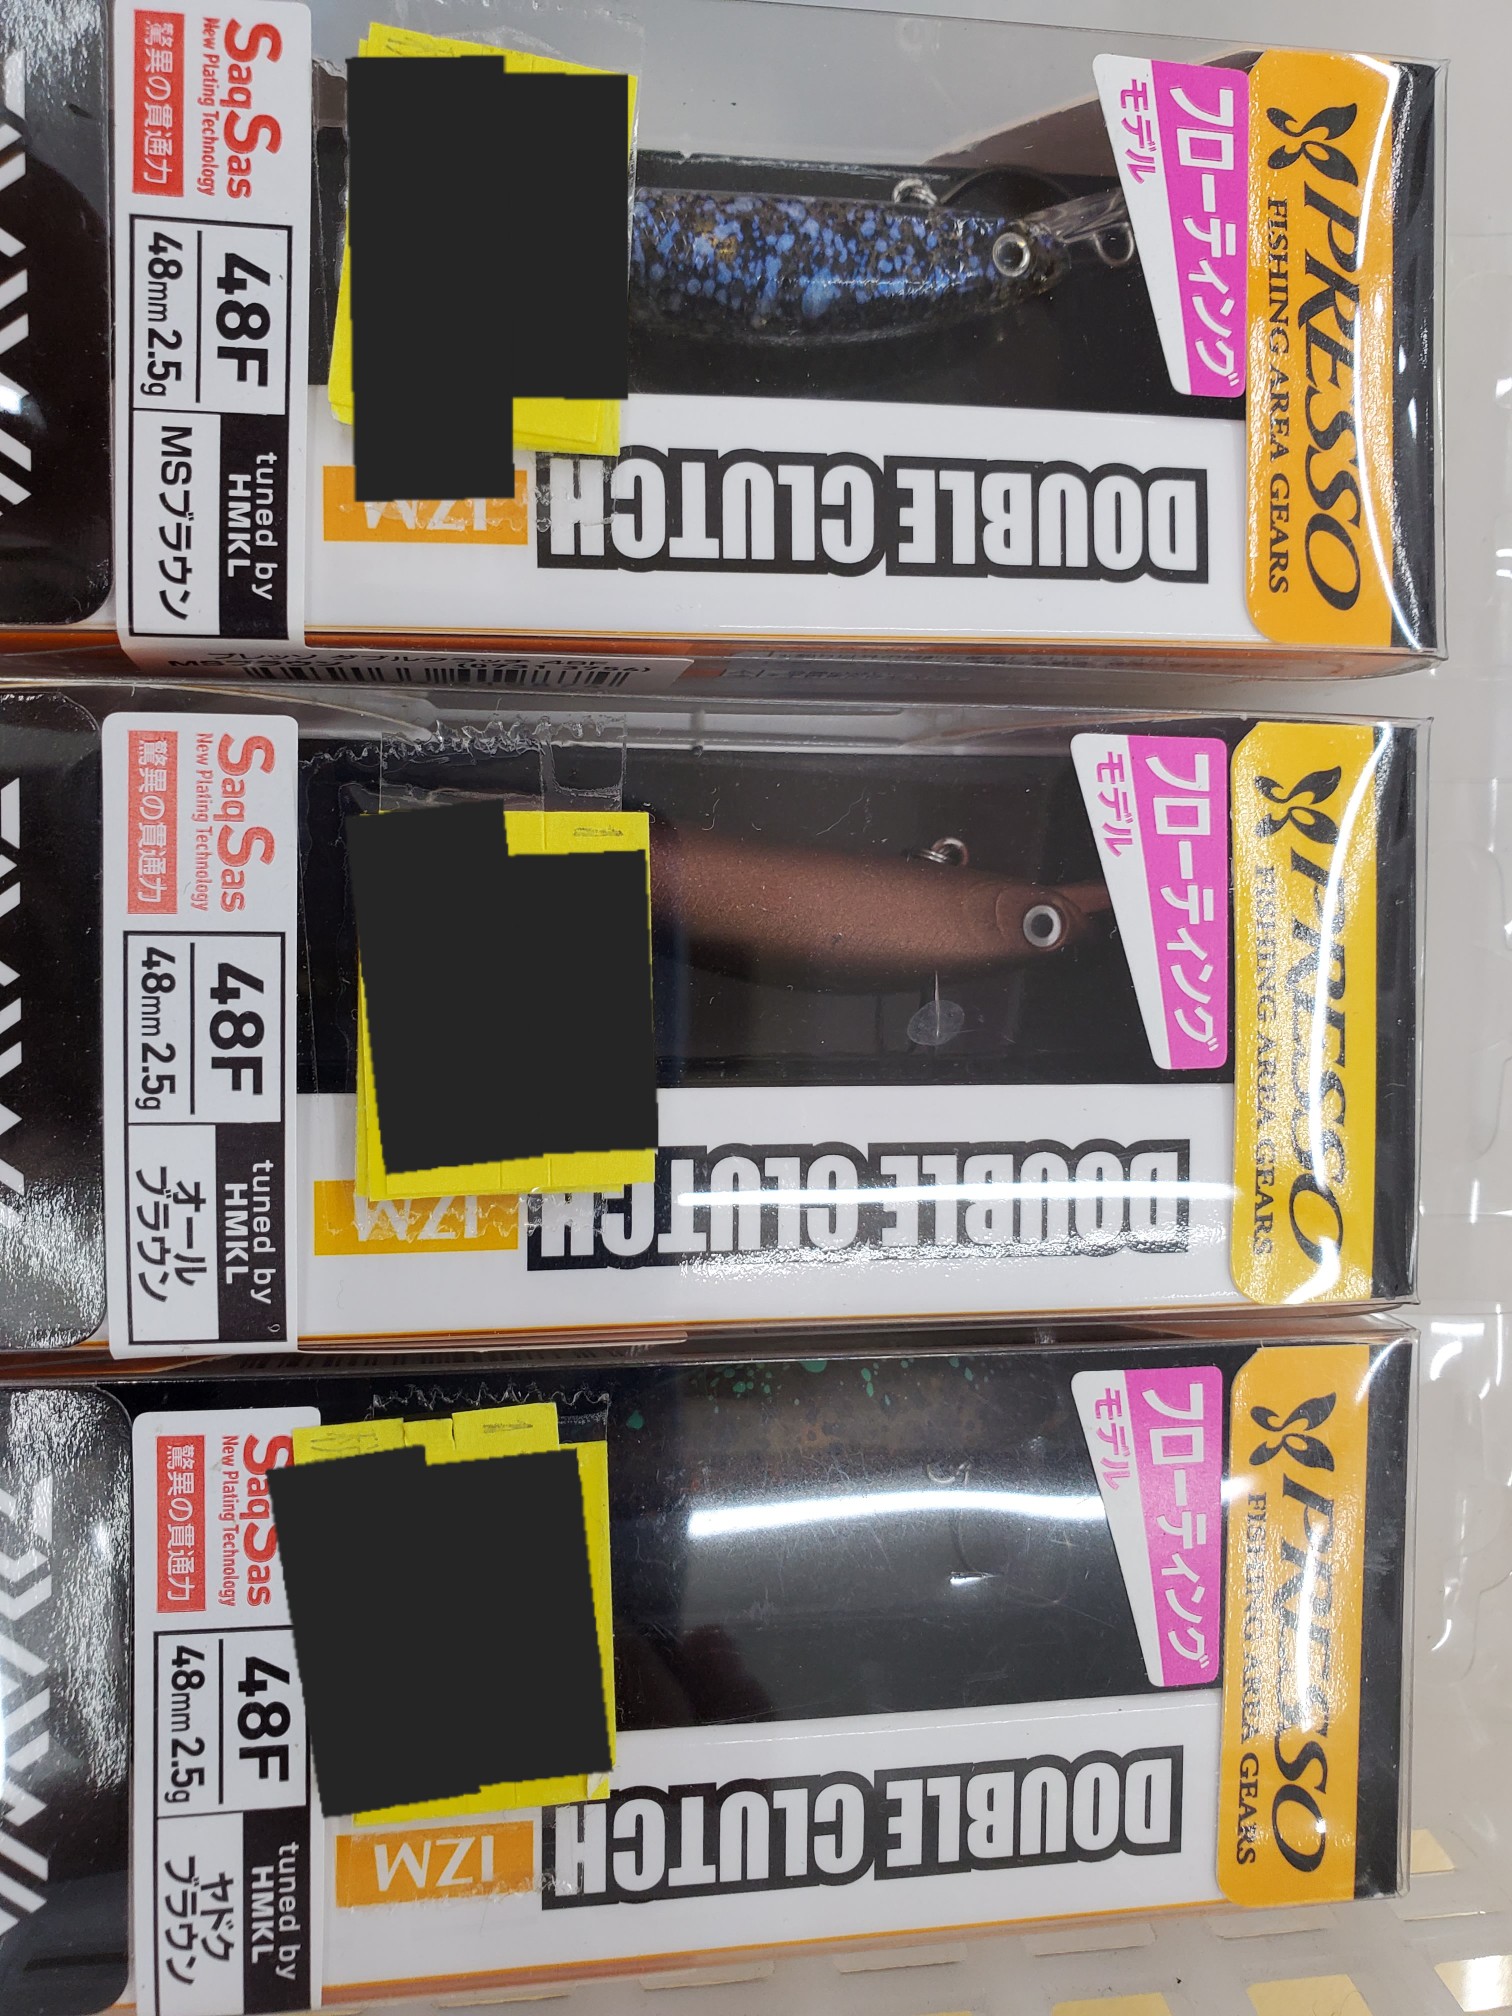 PRESSO
FISHING AREA GEARS
フローティング
モデル
DOUBLE CLUTCH
IZM
SaqSas
New Plating Technology
驚異の貫通力
48F
48mm 2.5g
tuned by
HMKL
MSブラウン
MSブラウン
PRESSO
FISHING AREA GEARS
フローティング
モデル
DOUBLE CLUTCH
IZM
SaqSas
New Plating Technology
驚異の貫通力
48F
48mm 2.5g
tuned by
HMKL
オール
ブラウン
PRESSO
FISHING AREA GEARS
フローティング
モデル
DOUBLE CLUTCH
IZM
SaqSas
New Plating Technology
驚異の貫通力
48F
48mm 2.5g
tuned by
HMKL
ヤドク
ブラウン